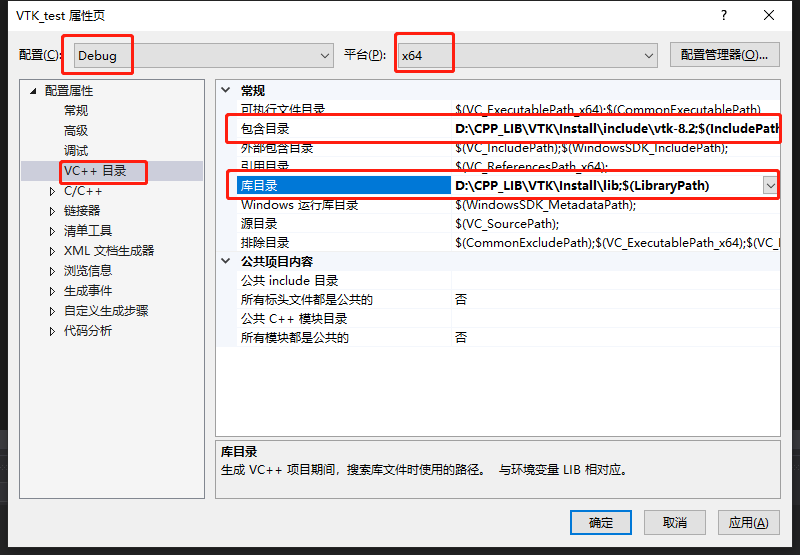 VTK_test 属性页
?
配置(C):
Debug
平台(P):
x64
配置管理器(O)...
配置属性
常规
高级
调试
VC++ 目录
C/C++
链接器
清单工具
XML 文档生成器
浏览信息
生成事件
自定义生成步骤
代码分析
常规
可执行文件目录 $(VC_ExecutablePath_x64);$(CommonExecutablePath)
包含目录 D:\CPP_LIB\VTK\Install\include\vtk-8.2;$(IncludePath
外部包含目录 $(VC_IncludePath);$(WindowsSDK_IncludePath);
引用目录 $(VC_ReferencesPath_x64);
库目录 D:\CPP_LIB\VTK\Install\lib;$(LibraryPath)
Windows 运行库目录 $(WindowsSDK_MetadataPath);
源目录 $(VC_SourcePath);
排除目录 $(CommonExcludePath);$(VC_ExecutablePath_x64);$(VC_I
公共项目内容
公共 include 目录
所有标头文件都是公共的 否
公共 C++ 模块目录
所有模块都是公共的 否
库目录
生成 VC++ 项目期间，搜索库文件时使用的路径。 与环境变量 LIB 相对应。
确定
取消
应用(A)